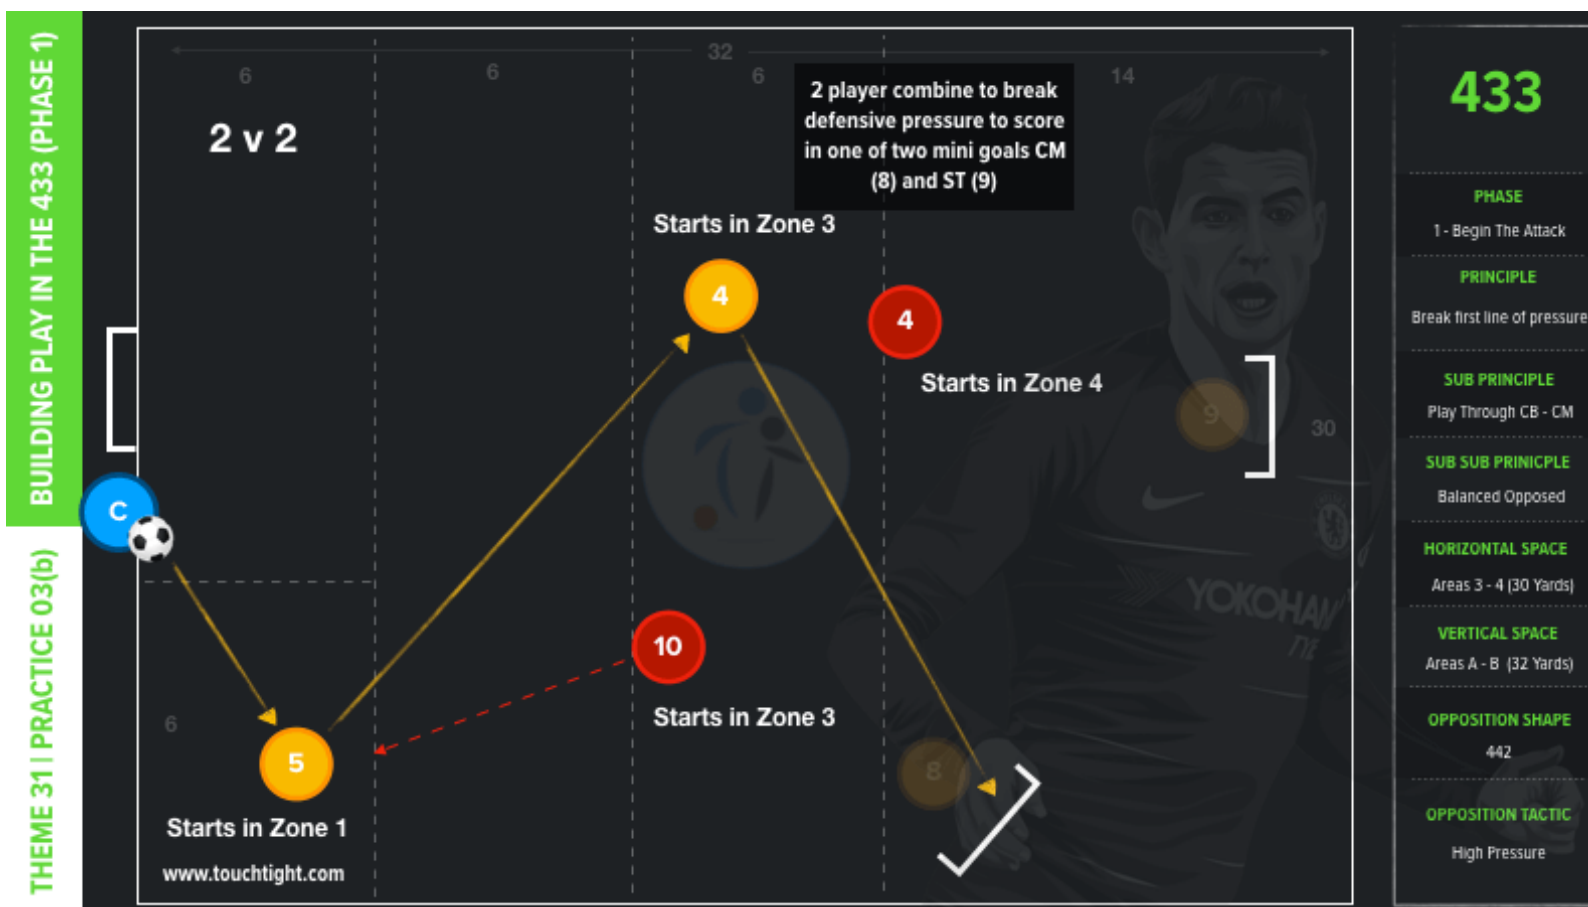 BUILDING PLAY IN THE 433 (PHASE 1)
THEME 31 I PRACTICE 03(b)
32
6
6
6
14
2 v 2
2 player combine to break
defensive pressure to score
in one of two mini goals CM
(8) and ST (9)
Starts in Zone 3
4
4
Starts in Zone 4
9
30
C
YOKOHAM
10
Starts in Zone 3
6
5
8
Starts in Zone 1
www.touchtight.com
433
PHASE
1 - Begin The Attack
PRINCIPLE
Break first line of pressure
SUB PRINCIPLE
Play Through CB - CM
SUB SUB PRINICPLE
Balanced Opposed
HORIZONTAL SPACE
Areas 3 - 4 (30 Yards)
VERTICAL SPACE
Areas A - B (32 Yards)
OPPOSITION SHAPE
442
OPPOSITION TACTIC
High Pressure